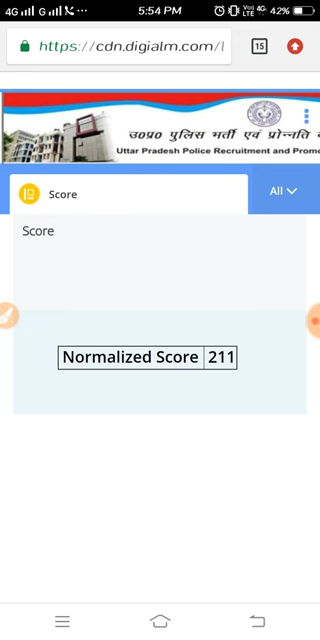 4G G 5:54 PM Voj) LTE 4G 42%
https://cdn.digialm.com/
15
उ०प्र० पुलिस भर्ती एवं प्रोन्नति
Uttar Pradesh Police Recruitment and Promo
Score
All
Score
Normalized Score 211